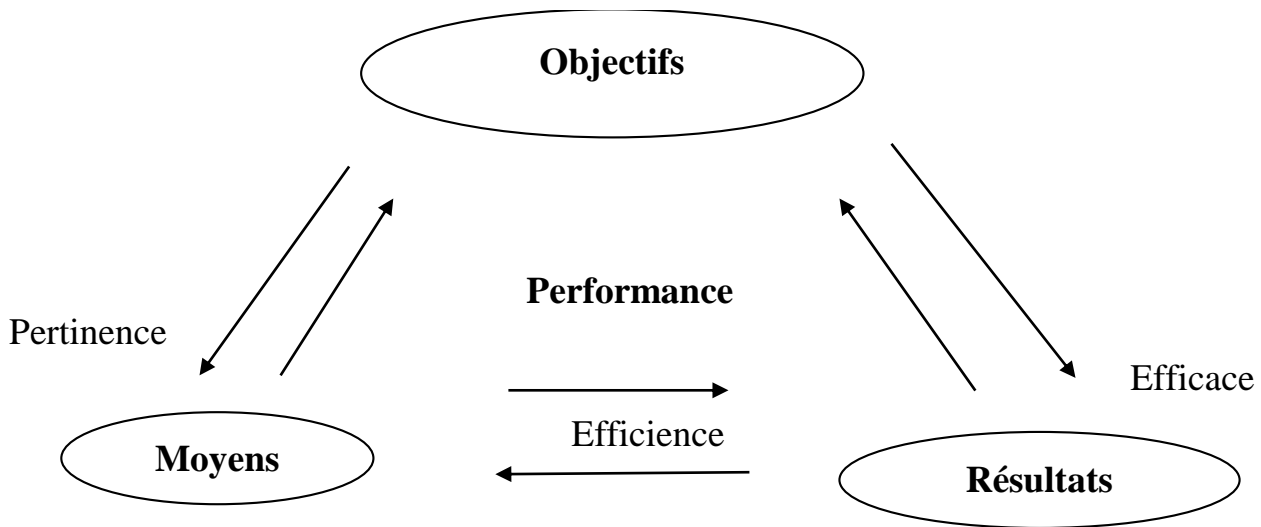 Objectifs
Performance
Pertinence
Efficace
Efficience
Moyens
Résultats